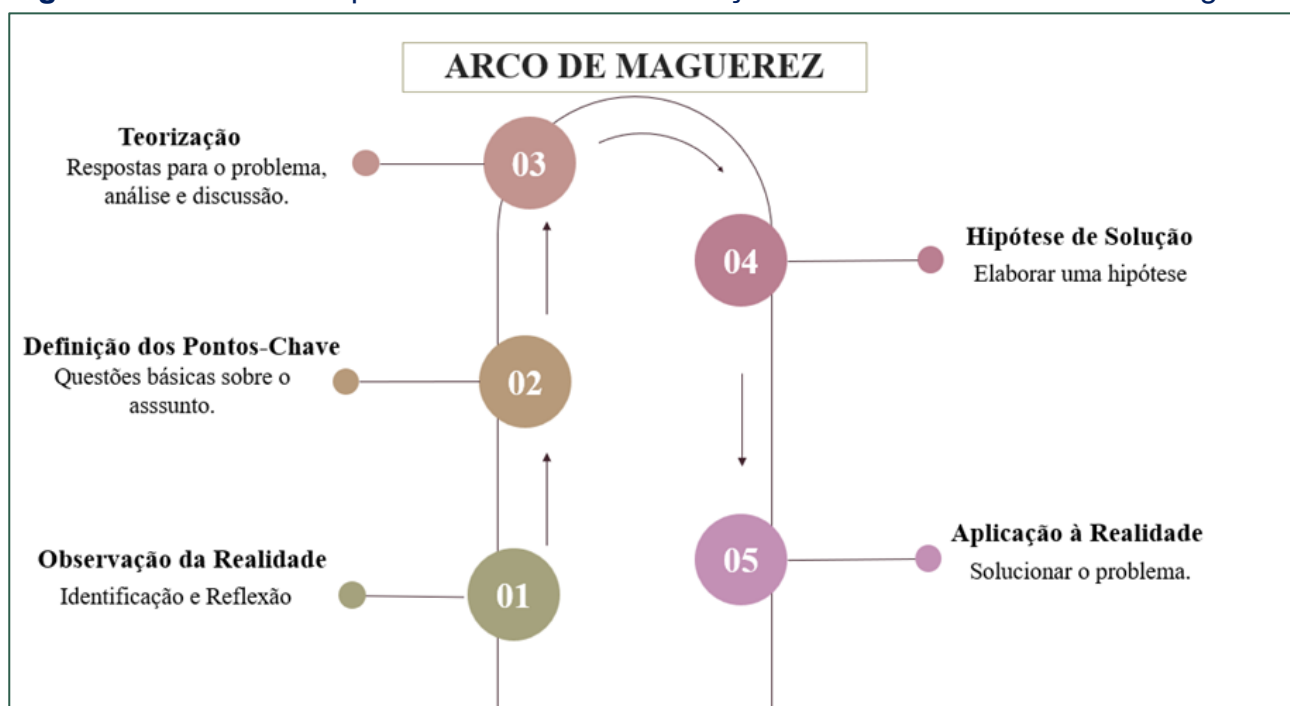 ARCO DE MAGUEREZ
03
Teorização
Respostas para o problema,
análise e discussão.
04
Hipótese de Solução
Elaborar uma hipótese
02
Definição dos Pontos-Chave
Questões básicas sobre o
asssunto.
01
Observação da Realidade
Identificação e Reflexão
05
Aplicação à Realidade
Solucionar o problema.